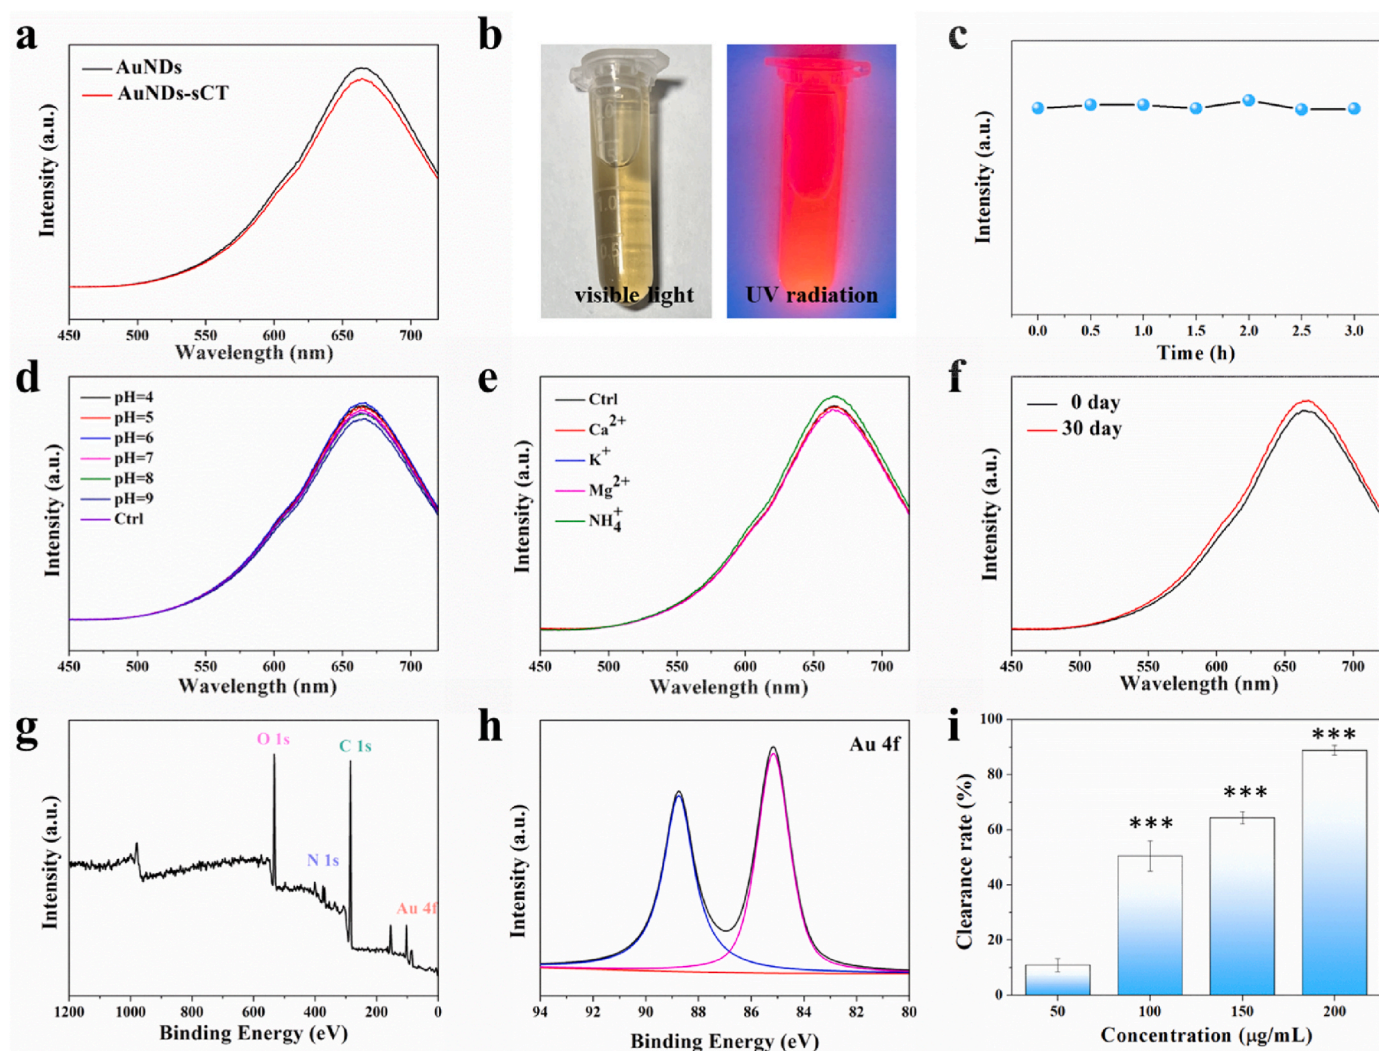 a
AuNDs
AuNDs-sCT
Intensity (a.u.)
450 500 550 600 650 700
Wavelength (nm)
b
visible light
UV radiation
1.0
0.5
c
Intensity (a.u.)
0.0 0.5 1.0 1.5 2.0 2.5 3.0
Time (h)
d
pH=4
pH=5
pH=6
pH=7
pH=8
pH=9
Ctrl
Intensity (a.u.)
450 500 550 600 650 700
Wavelength (nm)
e
Ctrl
Ca²⁺
K⁺
Mg²⁺
NH₄⁺
Intensity (a.u.)
450 500 550 600 650 700
Wavelength (nm)
f
0 day
30 day
Intensity (a.u.)
450 500 550 600 650 700
Wavelength (nm)
g
O 1s
C 1s
N 1s
Au 4f
Intensity (a.u.)
1200 1000 800 600 400 200 0
Binding Energy (eV)
h
Au 4f
Intensity (a.u.)
94 92 90 88 86 84 82 80
Binding Energy (eV)
i
100
80
60
40
20
0
Clearance rate (%)
***
***
***
50 100 150 200
Concentration (μg/mL)